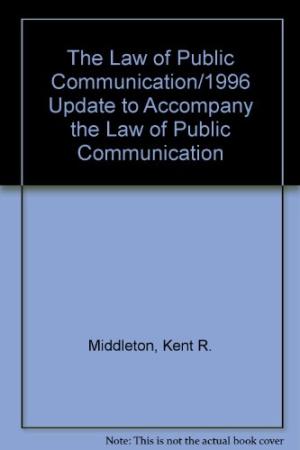 The Law of Public
Communication/1996
Update to Accompany
the Law of Public
Communication
Middleton, Kent R.
Note: This is not the actual book cover